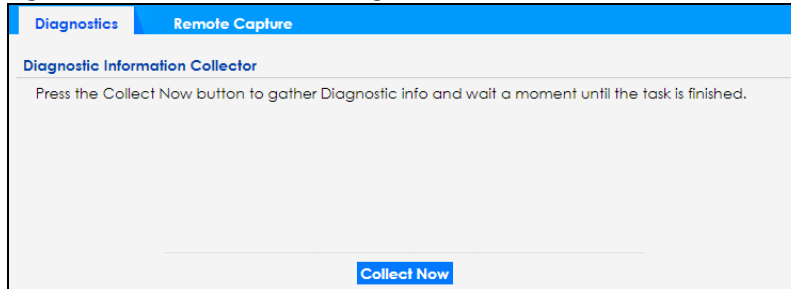 Diagnostics Remote Capture
Diagnostic Information Collector
Press the Collect Now button to gather Diagnostic info and wait a moment until the task is finished.
Collect Now